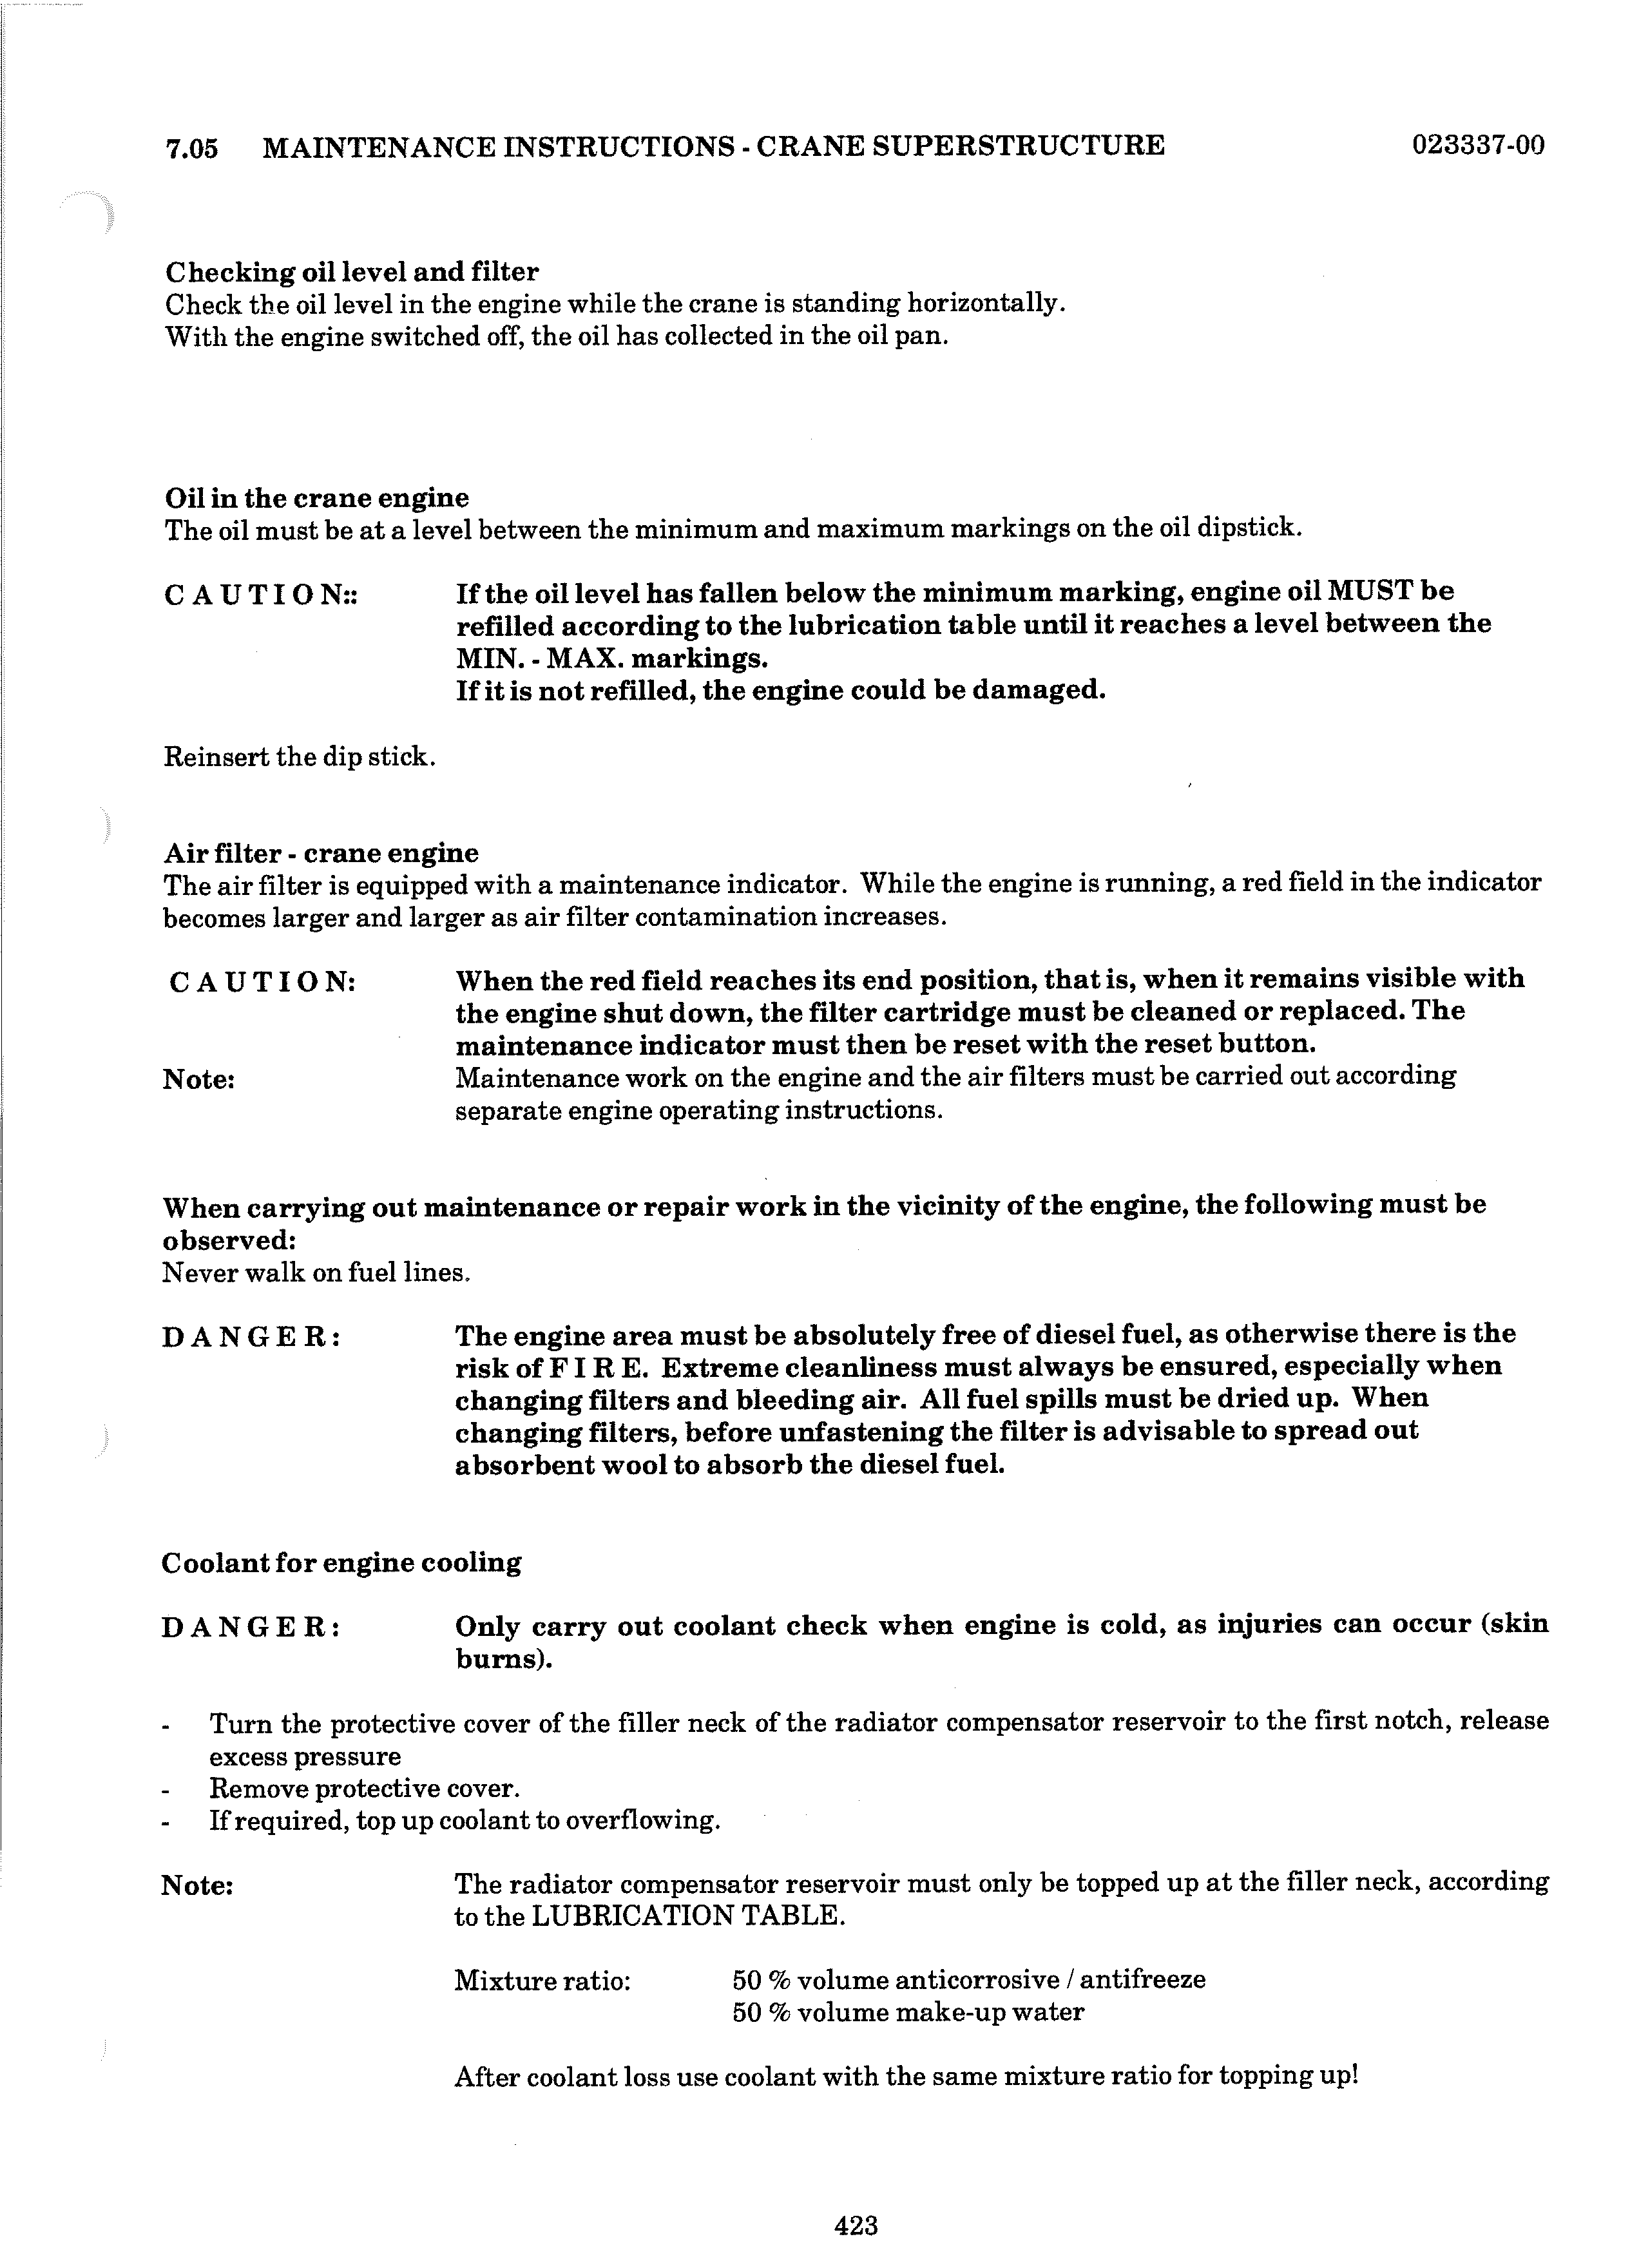 7.05 MAINTENANCE INSTRUCTIONS - CRANE SUPERSTRUCTURE 023337-00
Checking oil level and filter
Check the oil level in the engine while the crane is standing horizontally.
With the engine switched off, the oil has collected in the oil pan.
Oil in the crane engine
The oil must be at a level between the minimum and maximum markings on the oil dipstick.
C A U T I O N:: If the oil level has fallen below the minimum marking, engine oil MUST be
refilled according to the lubrication table until it reaches a level between the
MIN. - MAX. markings.
If it is not refilled, the engine could be damaged.
Reinsert the dip stick.
Air filter - crane engine
The air filter is equipped with a maintenance indicator. While the engine is running, a red field in the indicator
becomes larger and larger as air filter contamination increases.
C A U T I O N: When the red field reaches its end position, that is, when it remains visible with
the engine shut down, the filter cartridge must be cleaned or replaced. The
maintenance indicator must then be reset with the reset button.
Note: Maintenance work on the engine and the air filters must be carried out according
separate engine operating instructions.
When carrying out maintenance or repair work in the vicinity of the engine, the following must be
observed:
Never walk on fuel lines.
D A N G E R: The engine area must be absolutely free of diesel fuel, as otherwise there is the
risk of F I R E. Extreme cleanliness must always be ensured, especially when
changing filters and bleeding air. All fuel spills must be dried up. When
changing filters, before unfastening the filter is advisable to spread out
absorbent wool to absorb the diesel fuel.
Coolant for engine cooling
D A N G E R: Only carry out coolant check when engine is cold, as injuries can occur (skin
burns).
- Turn the protective cover of the filler neck of the radiator compensator reservoir to the first notch, release
excess pressure
- Remove protective cover.
- If required, top up coolant to overflowing.
Note: The radiator compensator reservoir must only be topped up at the filler neck, according
to the LUBRICATION TABLE.
Mixture ratio: 50 % volume anticorrosive / antifreeze
50 % volume make-up water
After coolant loss use coolant with the same mixture ratio for topping up!
423